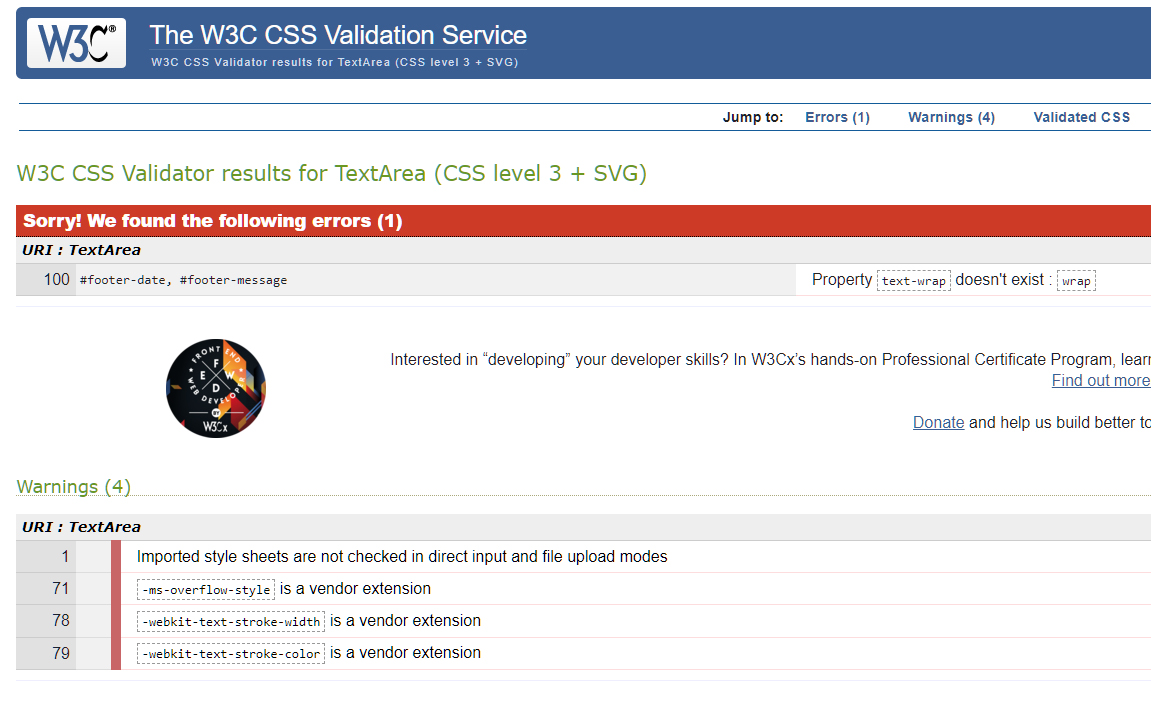 W3C®
The W3C CSS Validation Service
W3C CSS Validator results for TextArea (CSS level 3 + SVG)
Jump to: Errors (1) Warnings (4) Validated CSS
W3C CSS Validator results for TextArea (CSS level 3 + SVG)
Sorry! We found the following errors (1)
URI : TextArea
100 #footer-date, #footer-message Property text-wrap doesn't exist : wrap
FRONT END
F E W D
WEB DEVELOPER
BY
W3Cx
Interested in “developing” your developer skills? In W3Cx’s hands-on Professional Certificate Program, learn
Find out more
Donate and help us build better to
Warnings (4)
URI : TextArea
1 Imported style sheets are not checked in direct input and file upload modes
71 -ms-overflow-style is a vendor extension
78 -webkit-text-stroke-width is a vendor extension
79 -webkit-text-stroke-color is a vendor extension